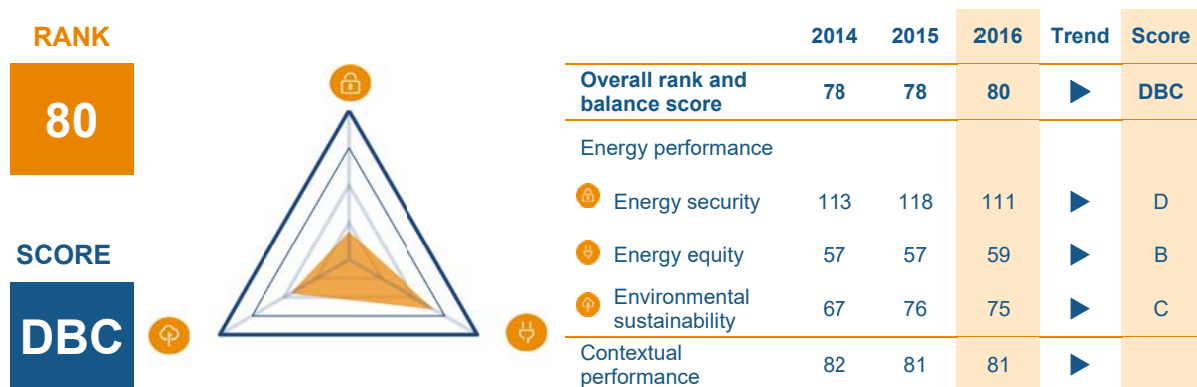 RANK
80
SCORE
DBC
2014 2015 2016 Trend Score
Overall rank and
balance score 78 78 80 DBC
Energy performance
Energy security 113 118 111 D
Energy equity 57 57 59 B
Environmental
sustainability 67 76 75 C
Contextual
performance 82 81 81